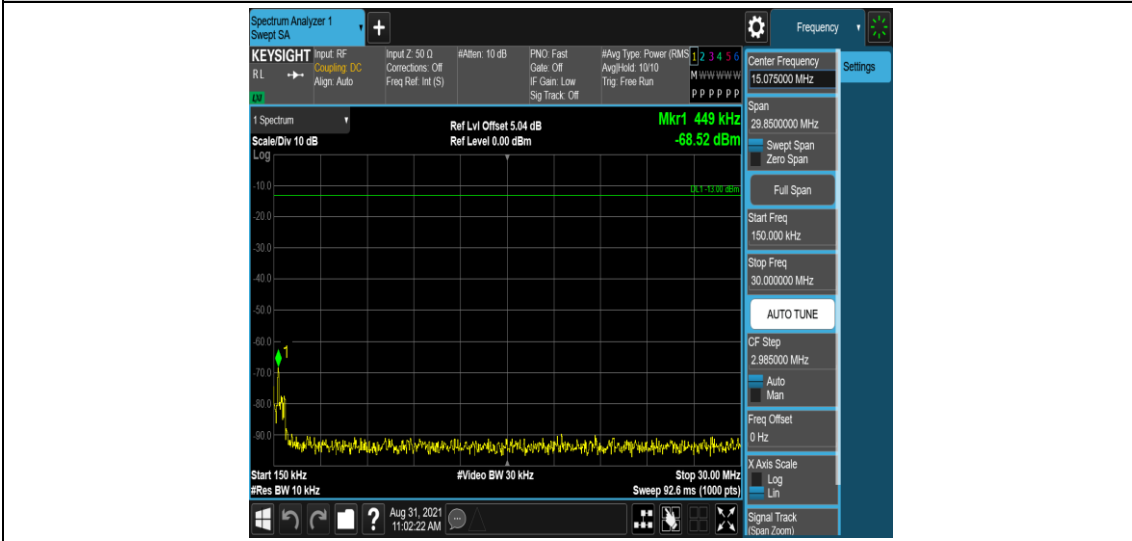 Spectrum Analyzer 1
Swept SA
+
Frequency
KEYSIGHT
RL
LM
Input: RF
Coupling: DC
Align: Auto
Input Z: 50 Ω
Corrections: Off
Freq Ref: Int (S)
#Atten: 10 dB
PNO: Fast
Gate: Off
IF Gain: Low
Sig Track: Off
#Avg Type: Power (RMS
Avg|Hold: 10/10
Trig: Free Run
1 2 3 4 5 6
M W W W W W
P P P P P P
1 Spectrum
Scale/Div 10 dB
Log
Ref Lvl Offset 5.04 dB
Ref Level 0.00 dBm
Mkr1 449 kHz
-68.52 dBm
DL1 -13.00 dBm
-10.0
-20.0
-30.0
-40.0
-50.0
-60.0
-70.0
-80.0
-90.0
1
Start 150 kHz
#Res BW 10 kHz
#Video BW 30 kHz
Stop 30.00 MHz
Sweep 92.6 ms (1000 pts)
Center Frequency
15.075000 MHz
Settings
Span
29.8500000 MHz
Swept Span
Zero Span
Full Span
Start Freq
150.000 kHz
Stop Freq
30.000000 MHz
AUTO TUNE
CF Step
2.985000 MHz
Auto
Man
Freq Offset
0 Hz
X Axis Scale
Log
Lin
Signal Track
(Span Zoom)
?
Aug 31, 2021
11:02:22 AM